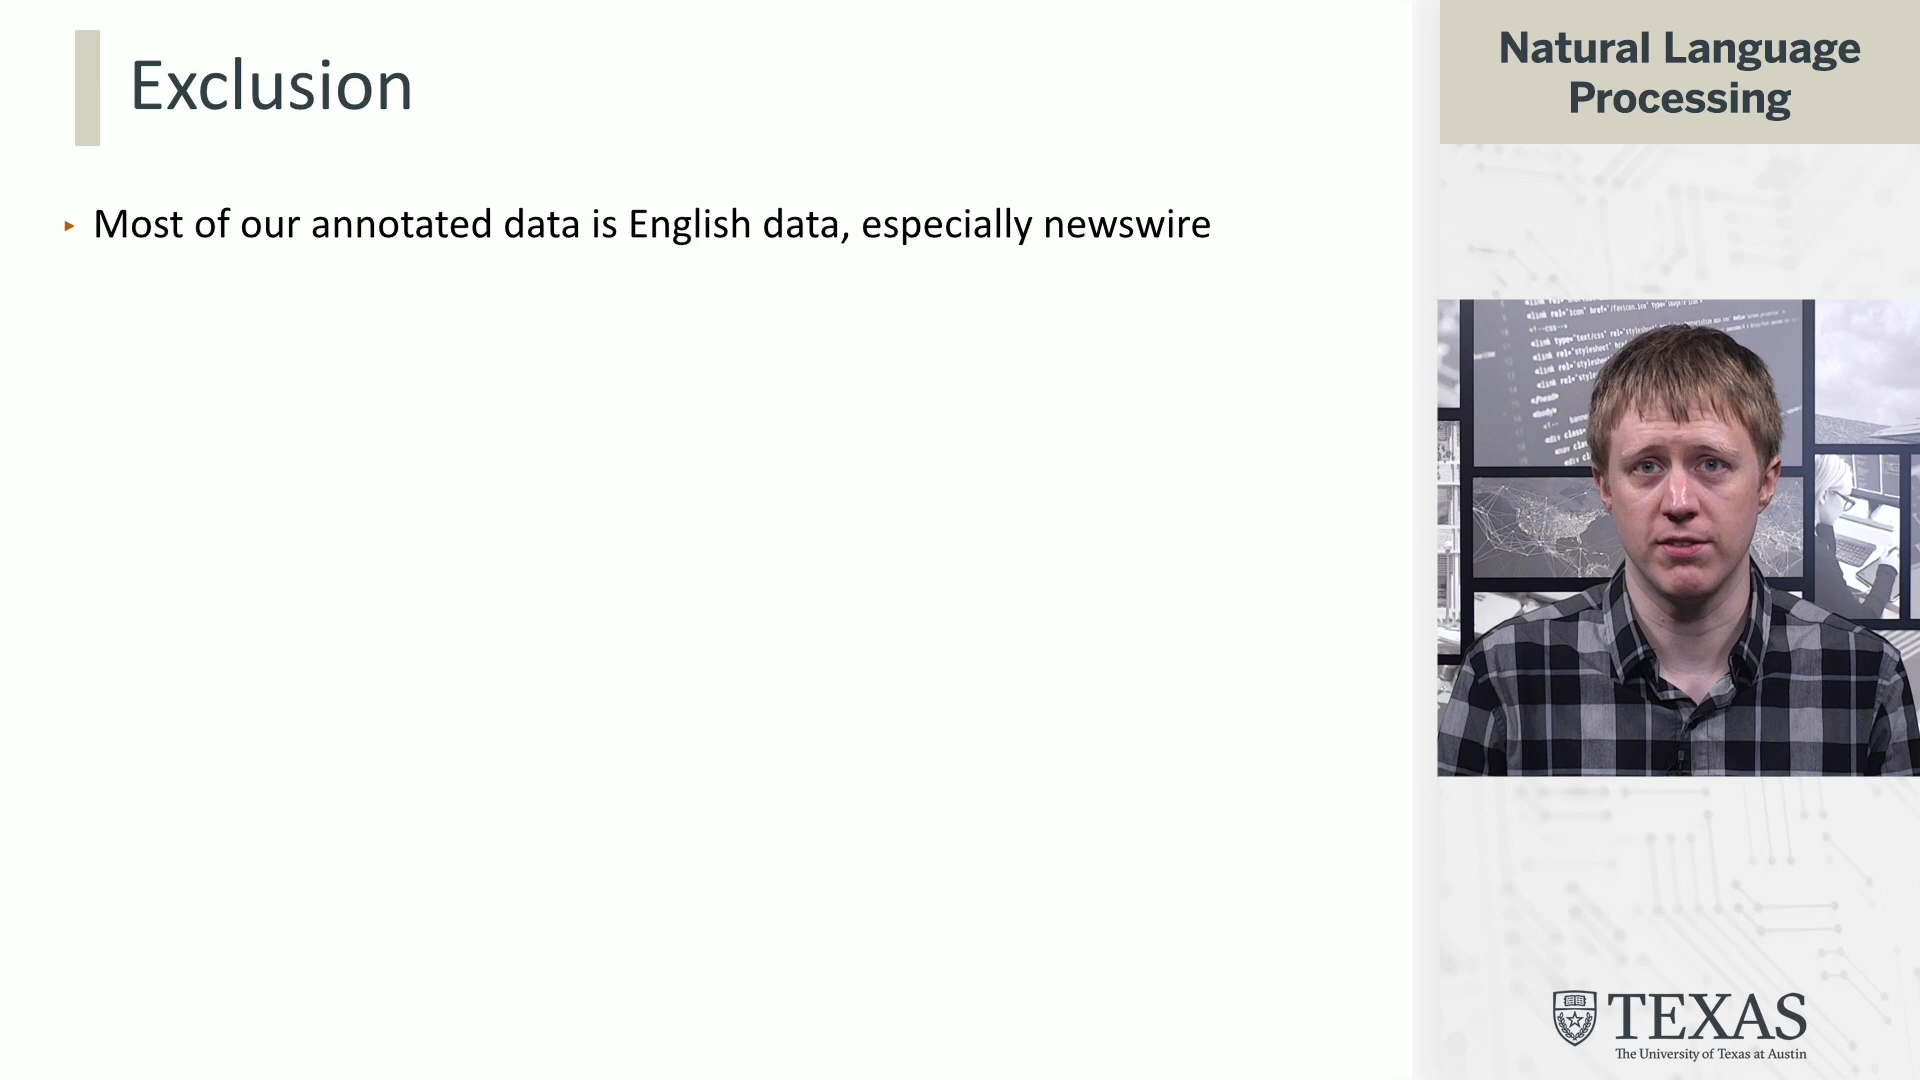 Exclusion
▸ Most of our annotated data is English data, especially newswire
Natural Language
Processing
TEXAS
The University of Texas at Austin